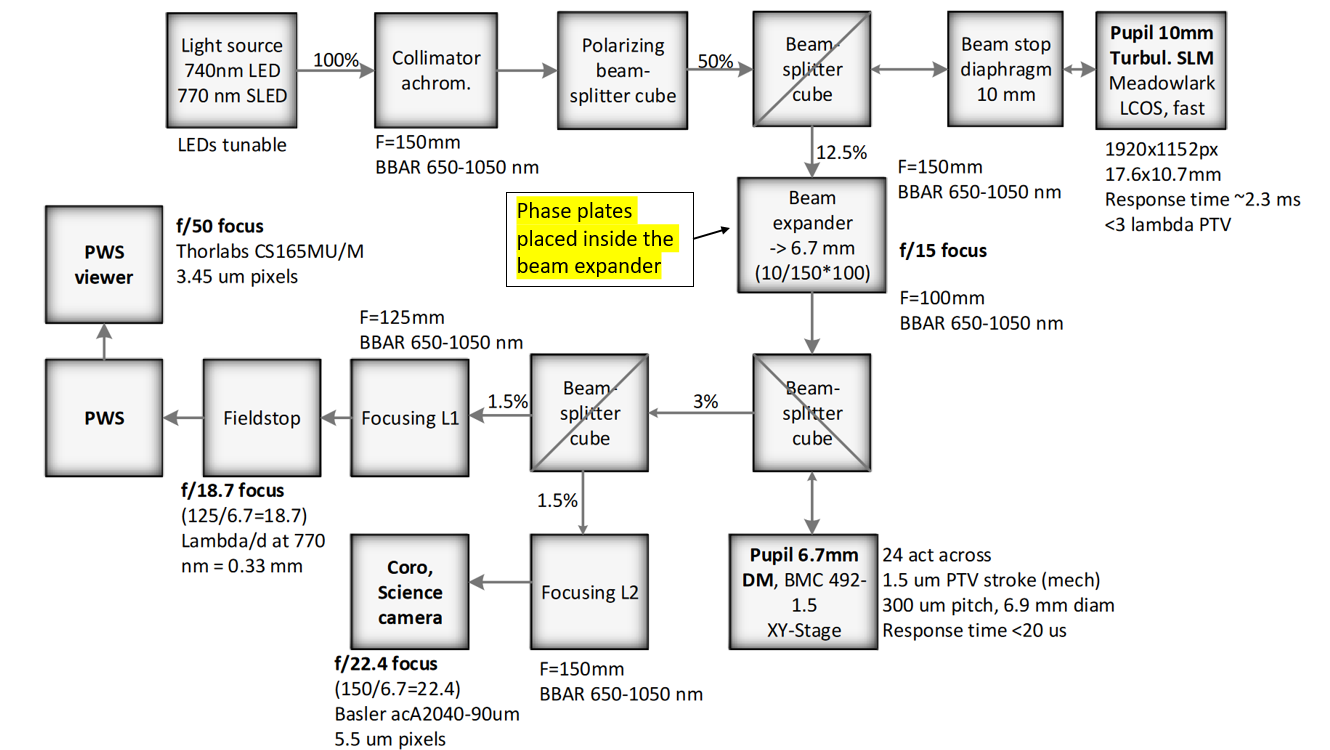 Light source
740nm LED
770 nm SLED
LEDs tunable
100%
Collimator
achrom.
F=150mm
BBAR 650-1050 nm
Polarizing
beam-
splitter cube
50%
Beam-
splitter
cube
Beam stop
diaphragm
10 mm
Pupil 10mm
Turbul. SLM
Meadowlark
LCOS, fast
1920x1152px
17.6x10.7mm
Response time ~2.3 ms
<3 lambda PTV
12.5%
F=150mm
BBAR 650-1050 nm
Phase plates
placed inside the
beam expander
Beam
expander
-> 6.7 mm
(10/150*100)
f/15 focus
F=100mm
BBAR 650-1050 nm
PWS
viewer
f/50 focus
Thorlabs CS165MU/M
3.45 um pixels
PWS
Fieldstop
f/18.7 focus
(125/6.7=18.7)
Lambda/d at 770
nm = 0.33 mm
F=125mm
BBAR 650-1050 nm
Focusing L1
1.5%
Beam-
splitter
cube
3%
Beam-
splitter
cube
1.5%
Coro,
Science
camera
f/22.4 focus
(150/6.7=22.4)
Basler acA2040-90um
5.5 um pixels
Focusing L2
F=150mm
BBAR 650-1050 nm
Pupil 6.7mm
DM, BMC 492-
1.5
XY-Stage
24 act across
1.5 um PTV stroke (mech)
300 um pitch, 6.9 mm diam
Response time <20 us